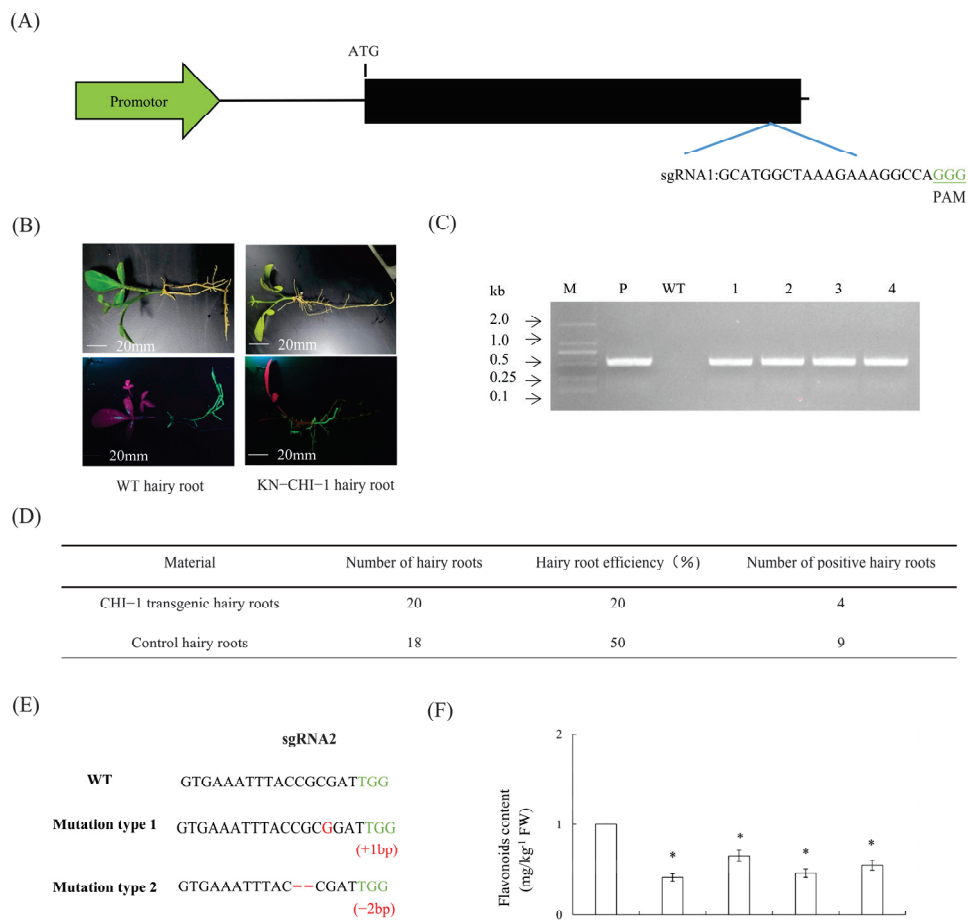 (A)
ATG
Promotor
sgRNA1:GCATGGCTAAAGAAAGGCCAGGG
PAM
(B)
20mm
20mm
20mm
20mm
WT hairy root
KN−CHI−1 hairy root
(C)
kb M P WT 1 2 3 4
2.0
1.0
0.5
0.25
0.1
(D)
Material Number of hairy roots Hairy root efficiency (%) Number of positive hairy roots
CHI−1 transgenic hairy roots 20 20 4
Control hairy roots 18 50 9
(E)
sgRNA2
WT GTGAAATTTACCGCGATTGG
Mutation type 1 GTGAAATTTACCGCGGATTGG
(+1bp)
Mutation type 2 GTGAAATTTAC−−CGATTGG
(−2bp)
(F)
Flavonoids content
(mg/kg-1 FW)
2
1
0
* * * *